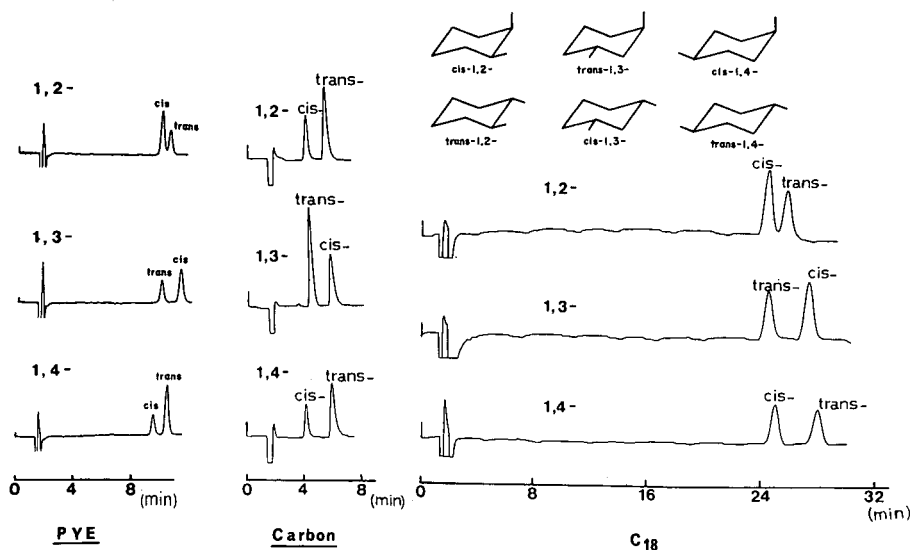 1,2-
cis
trans
1,3-
trans
cis
1,4-
cis
trans
0 4 8
(min)
PYE
1,2-
cis-
trans-
1,3-
trans-
cis-
1,4-
cis-
trans-
0 4 8
(min)
Carbon
cis-1,2- trans-1,3- cis-1,4-
trans-1,2- cis-1,3- trans-1,4-
1,2-
cis-
trans-
1,3-
trans-
cis-
1,4-
cis-
trans-
0 8 16 24 32
(min)
C18